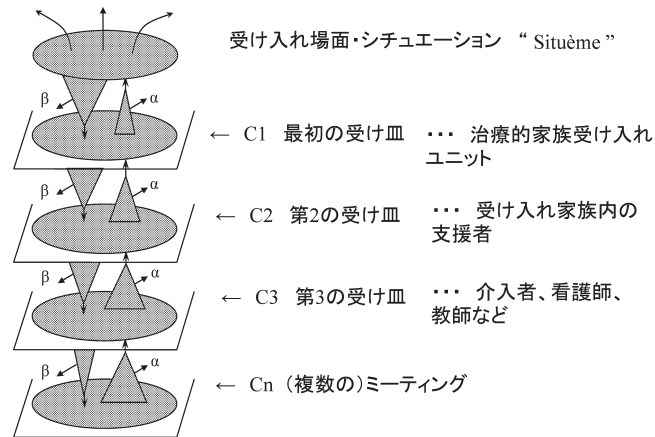 受け入れ場面・シチュエーション “ Situème ”
β α
← C1 最初の受け皿 ･･･ 治療的家族受け入れ
ユニット
β α
← C2 第2の受け皿 ･･･ 受け入れ家族内の
支援者
β α
← C3 第3の受け皿 ･･･ 介入者、看護師、
教師など
β α
← Cn (複数の)ミーティング